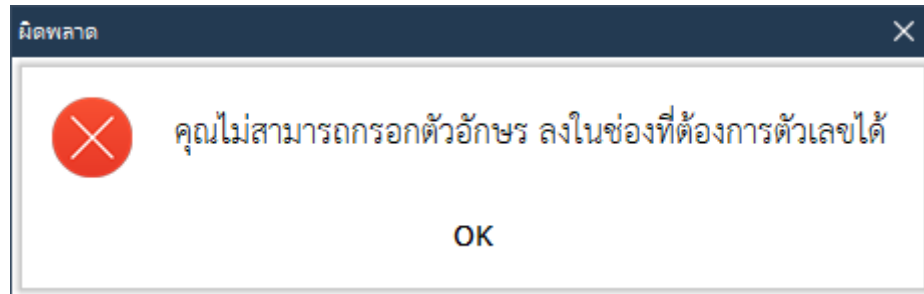 ผิดพลาด
คุณไม่สามารถกรอกตัวอักษร ลงในช่องที่ต้องการตัวเลขได้
OK